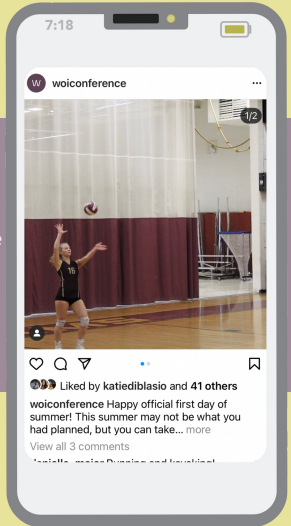 7:18
W woiconference
1/2
16
Liked by katiediblasio and 41 others
woiconference Happy official first day of
summer! This summer may not be what you
had planned, but you can take... more
View all 3 comments